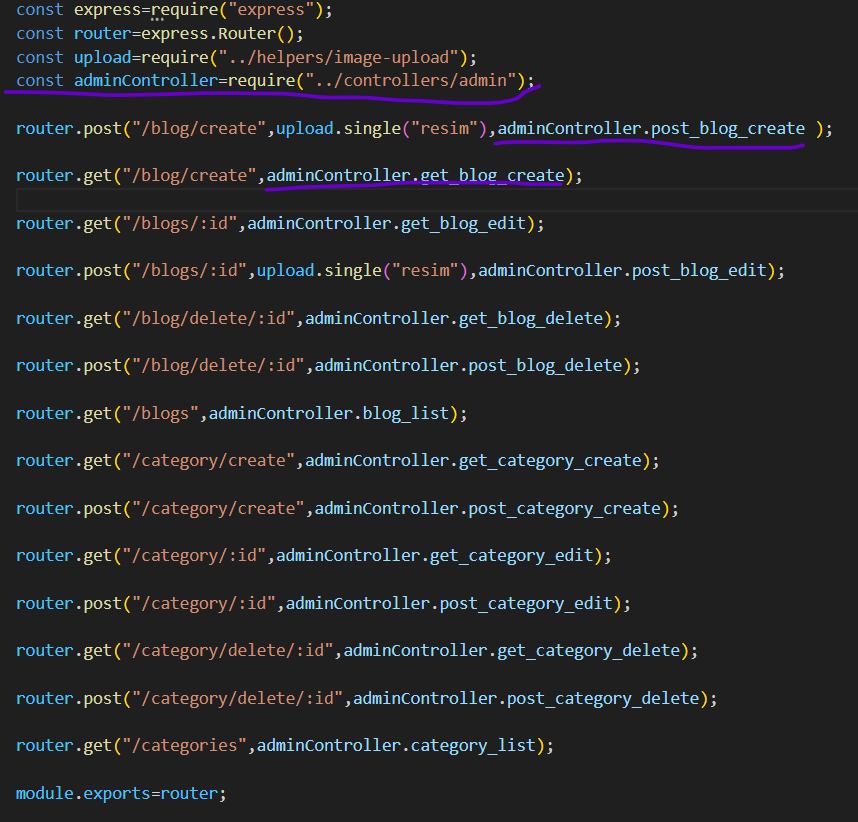 const express=require("express");
const router=express.Router();
const upload=require("../helpers/image-upload");
const adminController=require("../controllers/admin");
router.post("/blog/create",upload.single("resim"),adminController.post_blog_create );
router.get("/blog/create",adminController.get_blog_create);
router.get("/blogs/:id",adminController.get_blog_edit);
router.post("/blogs/:id",upload.single("resim"),adminController.post_blog_edit);
router.get("/blog/delete/:id",adminController.get_blog_delete);
router.post("/blog/delete/:id",adminController.post_blog_delete);
router.get("/blogs",adminController.blog_list);
router.get("/category/create",adminController.get_category_create);
router.post("/category/create",adminController.post_category_create);
router.get("/category/:id",adminController.get_category_edit);
router.post("/category/:id",adminController.post_category_edit);
router.get("/category/delete/:id",adminController.get_category_delete);
router.post("/category/delete/:id",adminController.post_category_delete);
router.get("/categories",adminController.category_list);
module.exports=router;